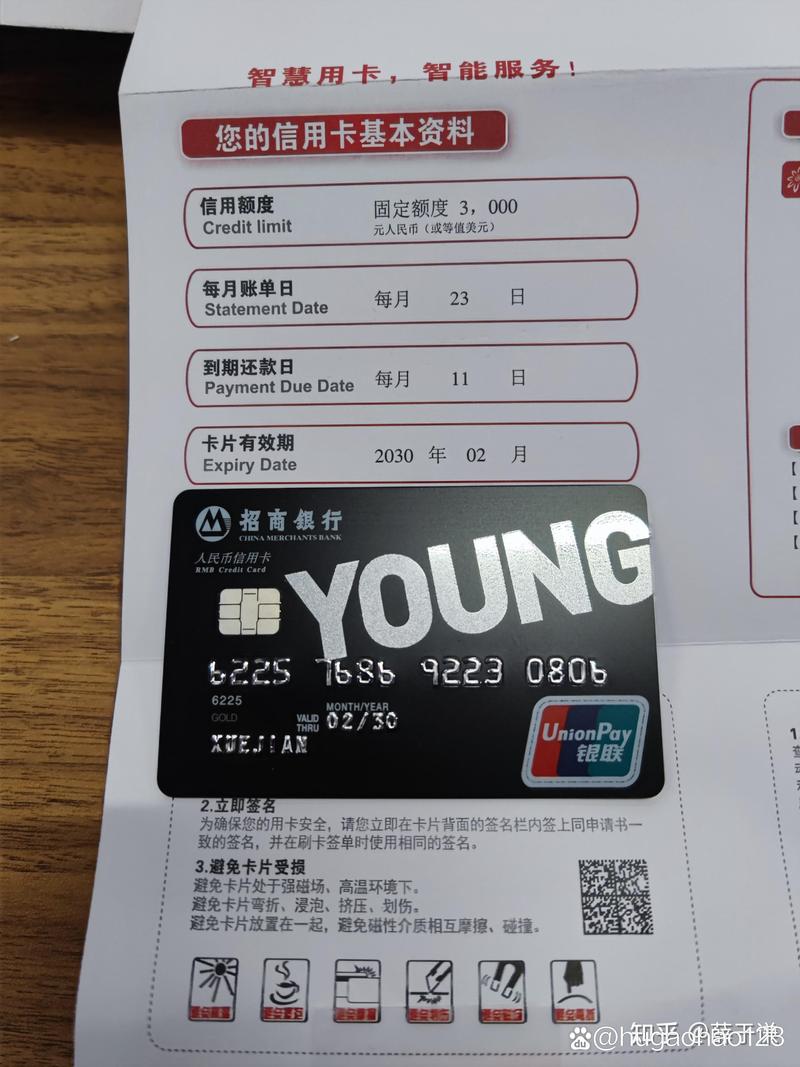 智慧用卡，智能服务！
您的信用卡基本资料
信用额度 固定额度 3，000
Credit limit 元人民币（或等值美元）
每月账单日
Statement Date 每月 23 日
到期还款日
Payment Due Date 每月 11 日
卡片有效期
Expiry Date 2030 年 02 月
招商银行
CHINA MERCHANTS BANK
人民币信用卡
RMB Credit Card
YOUNG
6225 7686 9223 0806
6225
MONTH/YEAR
GOLD VALID THRU 02/30
XUEJIAN
UnionPay
银联
2.立即签名
为确保您的用卡安全，请您立即在卡片背面的签名栏内签上同申请书一
致的签名，并在刷卡签单时使用相同的签名。
3.避免卡片受损
避免卡片处于强磁场、高温环境下。
避免卡片弯折、浸泡、挤压、划伤。
避免卡片放置在一起，避免磁性介质相互摩擦、碰撞。
知乎
@hugaohao123